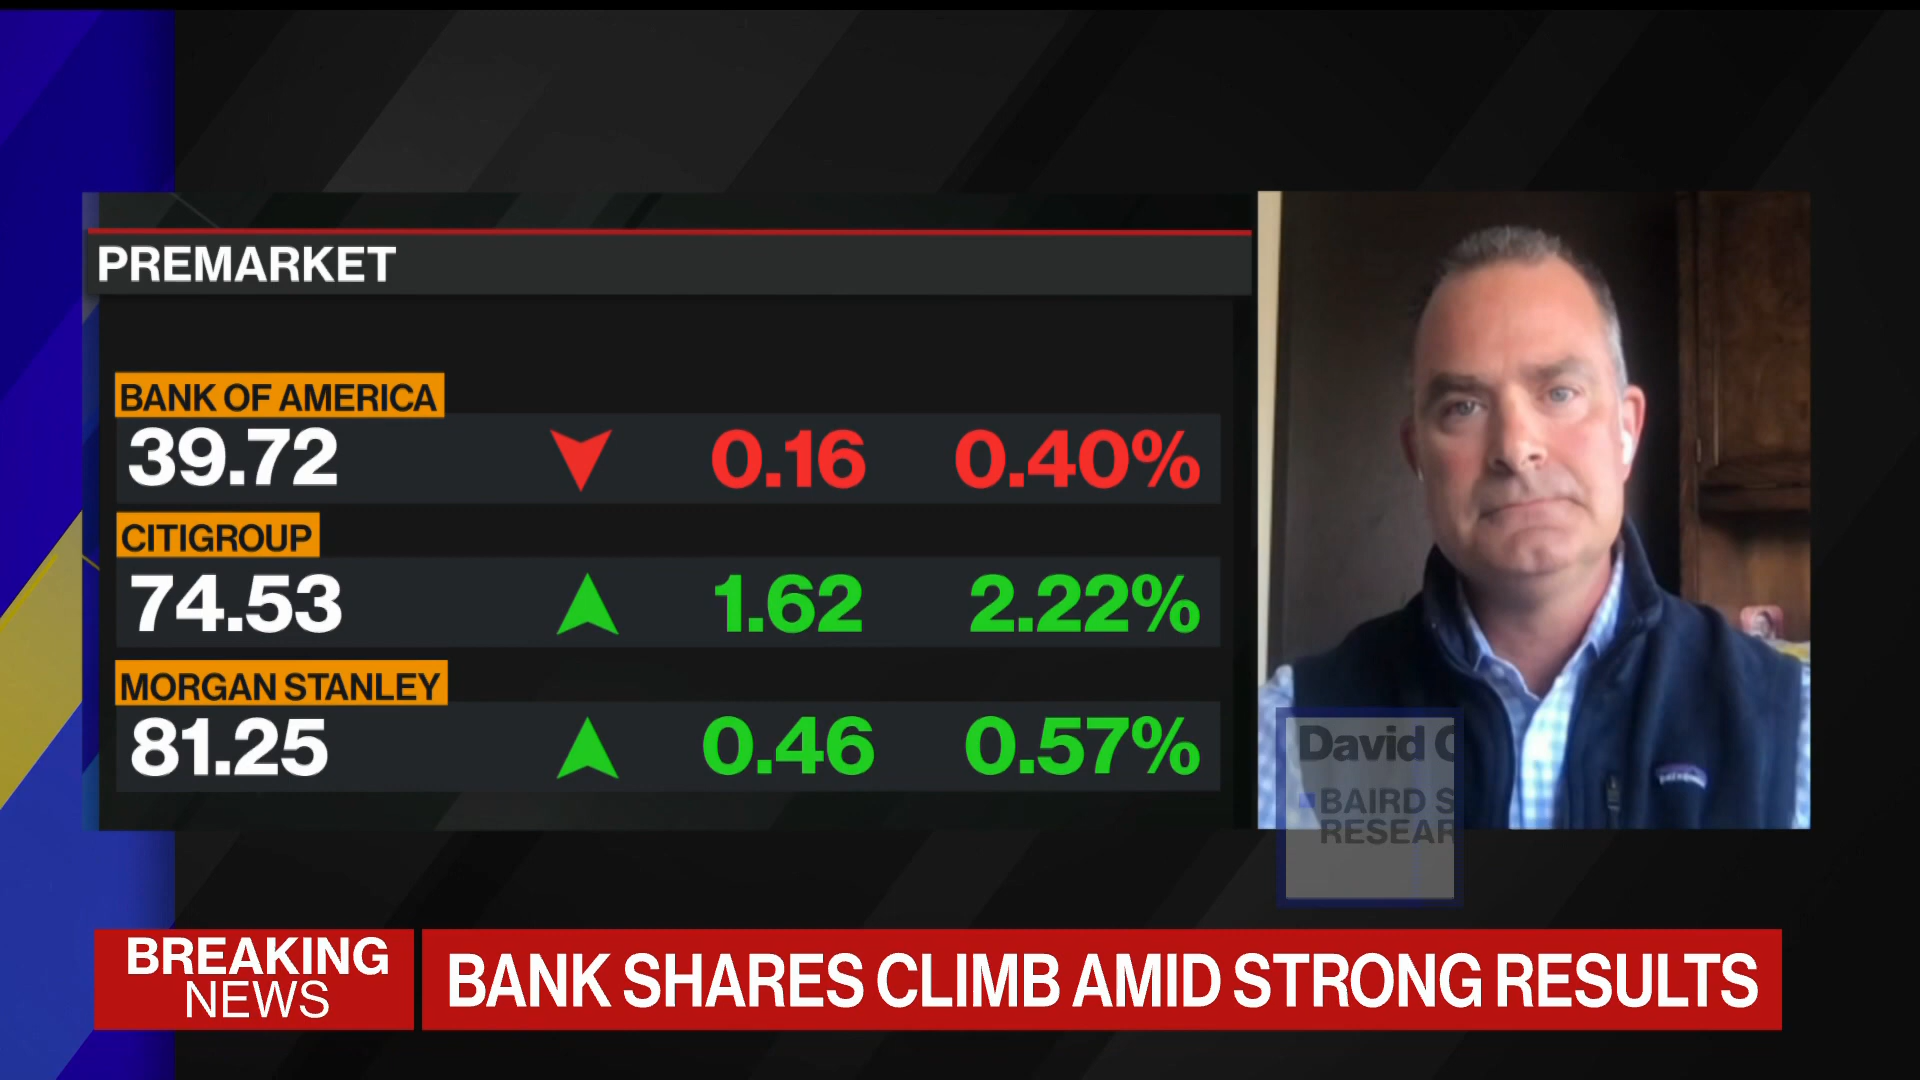 PREMARKET
BANK OF AMERICA
39.72 0.16 0.40%
CITIGROUP
74.53 1.62 2.22%
MORGAN STANLEY
81.25 0.46 0.57%
David
BAIRD
BREAKING
NEWS
BANK SHARES CLIMB AMID STRONG RESULTS